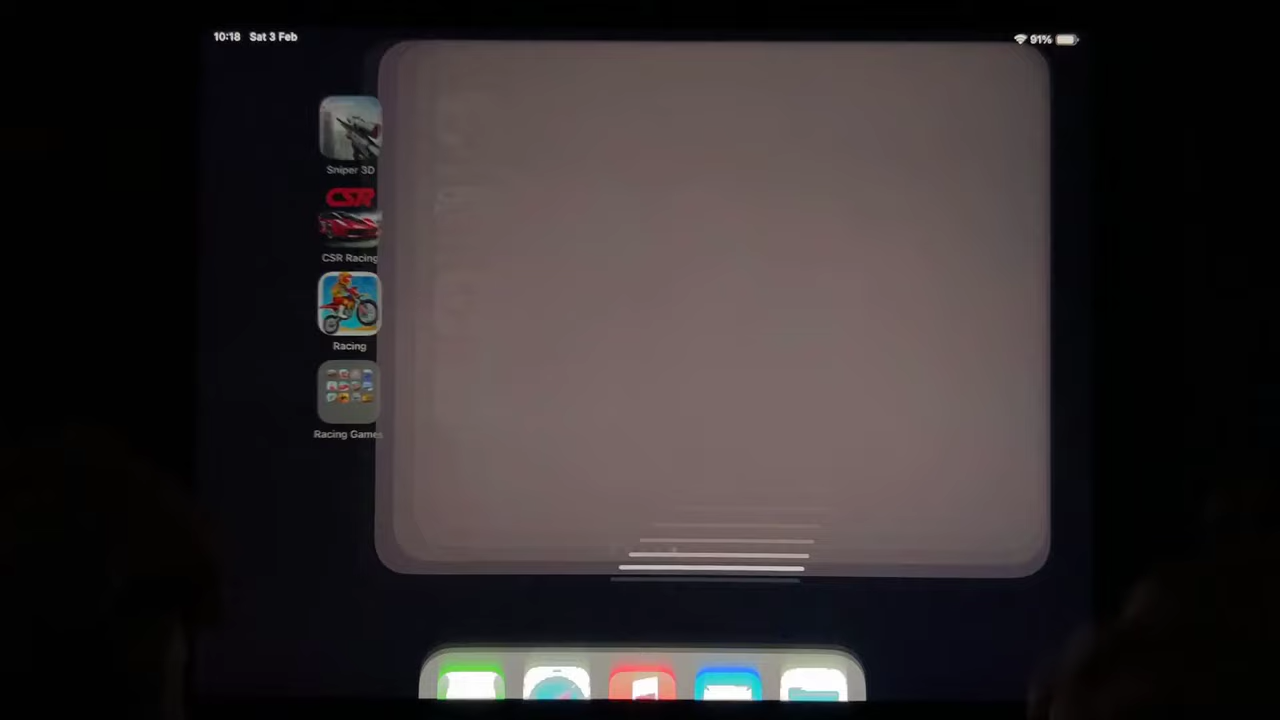 10:18 Sat 3 Feb
91%
Sniper 3D
CSR
CSR Racing
Racing
Racing Games